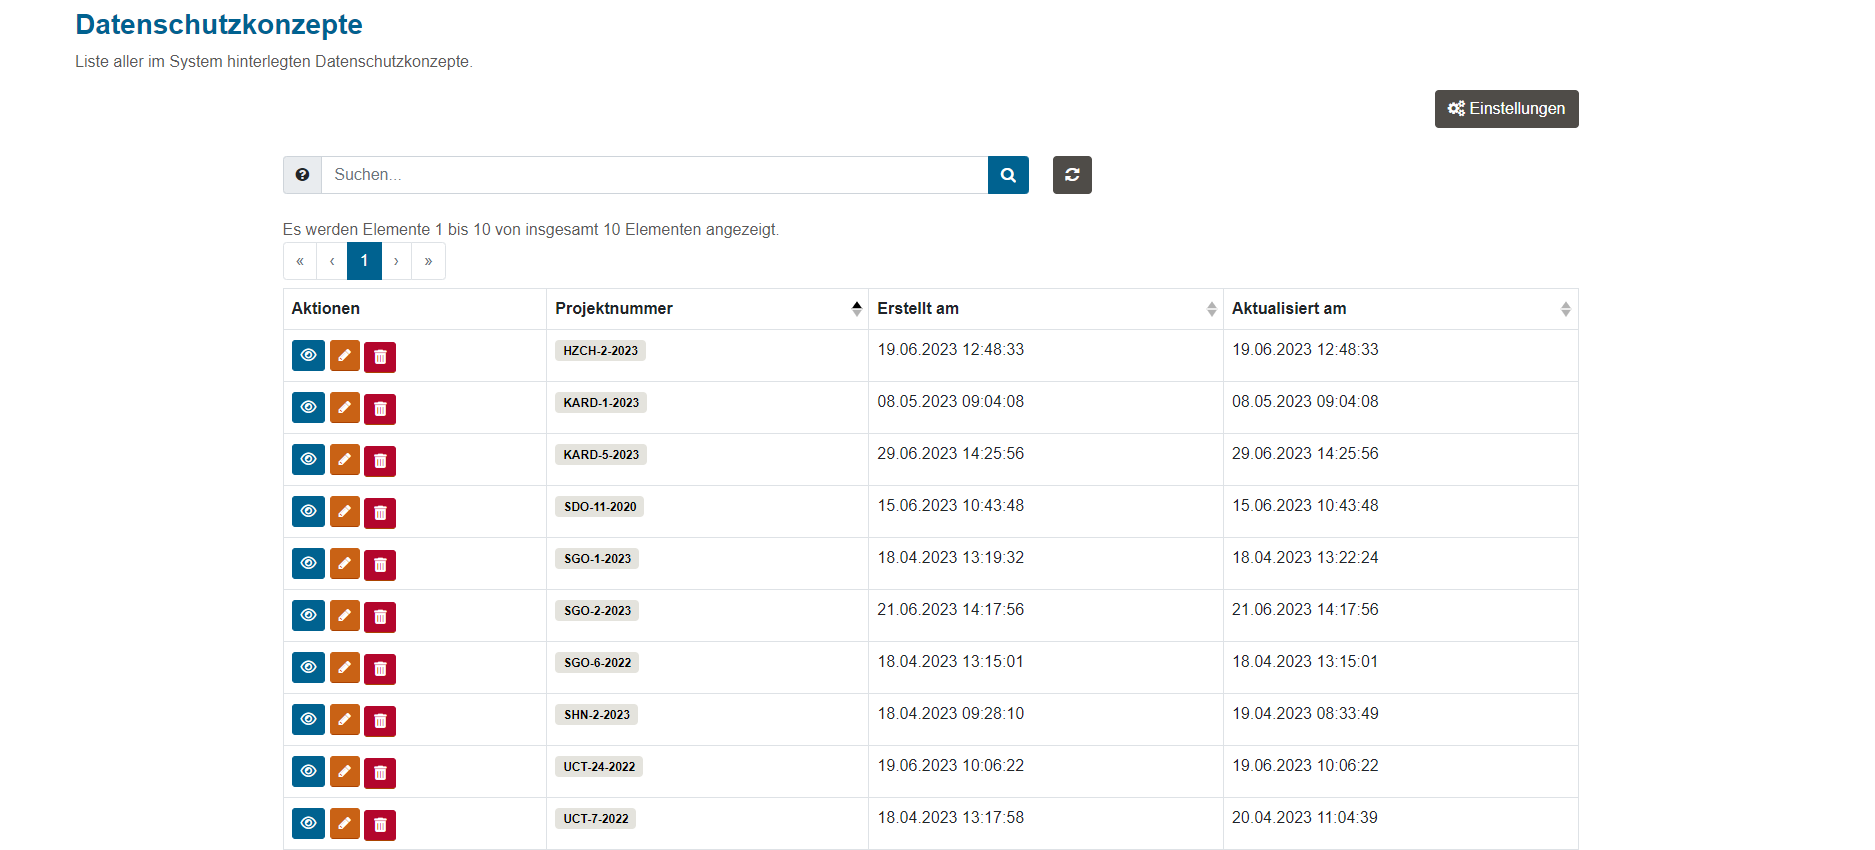 Datenschutzkonzepte
Liste aller im System hinterlegten Datenschutzkonzepte.
Einstellungen
Suchen...
Es werden Elemente 1 bis 10 von insgesamt 10 Elementen angezeigt.
« ‹ 1 › »
Aktionen Projektnummer Erstellt am Aktualisiert am
HZCH-2-2023 19.06.2023 12:48:33 19.06.2023 12:48:33
KARD-1-2023 08.05.2023 09:04:08 08.05.2023 09:04:08
KARD-5-2023 29.06.2023 14:25:56 29.06.2023 14:25:56
SDO-11-2020 15.06.2023 10:43:48 15.06.2023 10:43:48
SGO-1-2023 18.04.2023 13:19:32 18.04.2023 13:22:24
SGO-2-2023 21.06.2023 14:17:56 21.06.2023 14:17:56
SGO-6-2022 18.04.2023 13:15:01 18.04.2023 13:15:01
SHN-2-2023 18.04.2023 09:28:10 19.04.2023 08:33:49
UCT-24-2022 19.06.2023 10:06:22 19.06.2023 10:06:22
UCT-7-2022 18.04.2023 13:17:58 20.04.2023 11:04:39